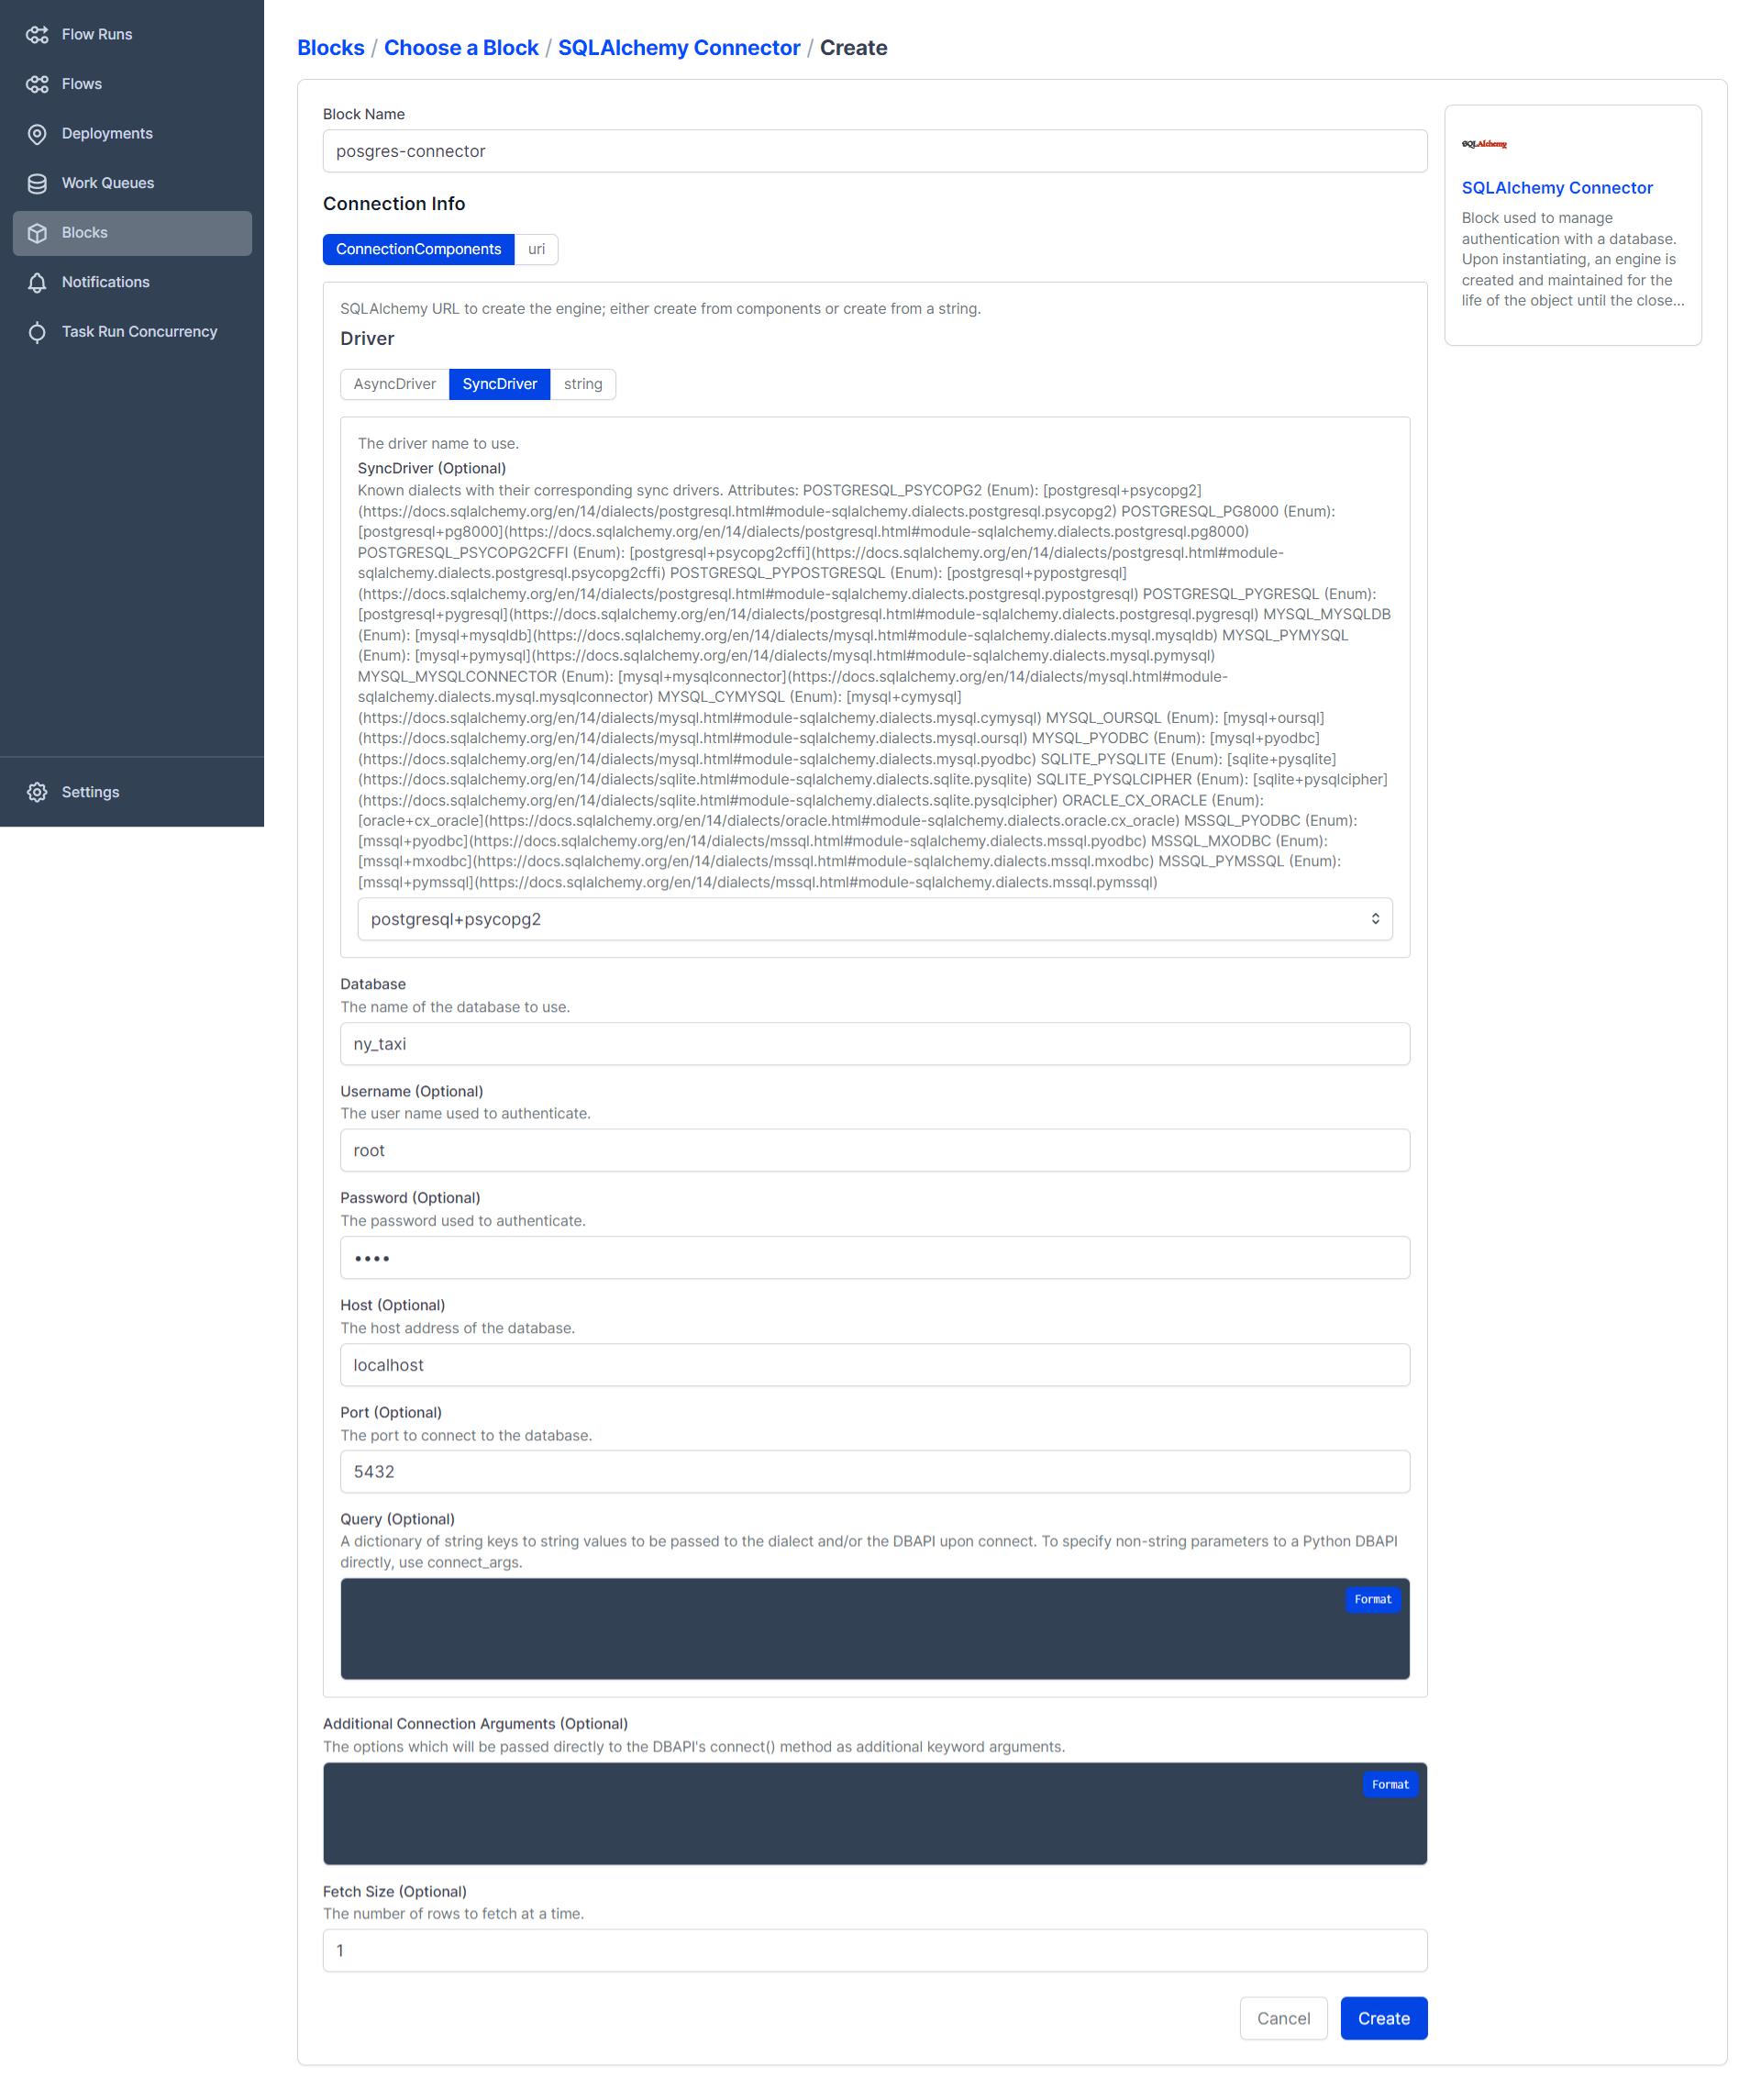 Flow Runs
Flows
Deployments
Work Queues
Blocks
Notifications
Task Run Concurrency
Settings
Blocks / Choose a Block / SQLAlchemy Connector / Create
Block Name
posgres-connector
Connection Info
ConnectionComponents uri
SQLAlchemy URL to create the engine; either create from components or create from a string.
Driver
AsyncDriver SyncDriver string
The driver name to use.
SyncDriver (Optional)
Known dialects with their corresponding sync drivers. Attributes: POSTGRESQL_PSYCOPG2 (Enum): [postgresql+psycopg2]
(https://docs.sqlalchemy.org/en/14/dialects/postgresql.html#module-sqlalchemy.dialects.postgresql.psycopg2) POSTGRESQL_PG8000 (Enum):
[postgresql+pg8000](https://docs.sqlalchemy.org/en/14/dialects/postgresql.html#module-sqlalchemy.dialects.postgresql.pg8000)
POSTGRESQL_PSYCOPG2CFFI (Enum): [postgresql+psycopg2cffi](https://docs.sqlalchemy.org/en/14/dialects/postgresql.html#module-
sqlalchemy.dialects.postgresql.psycopg2cffi) POSTGRESQL_PYPOSTGRESQL (Enum): [postgresql+pypostgresql]
(https://docs.sqlalchemy.org/en/14/dialects/postgresql.html#module-sqlalchemy.dialects.postgresql.pypostgresql) POSTGRESQL_PYGRESQL (Enum):
[postgresql+pygresql](https://docs.sqlalchemy.org/en/14/dialects/postgresql.html#module-sqlalchemy.dialects.postgresql.pygresql) MYSQL_MYSQLDB
(Enum): [mysql+mysqldb](https://docs.sqlalchemy.org/en/14/dialects/mysql.html#module-sqlalchemy.dialects.mysql.mysqldb) MYSQL_PYMYSQL
(Enum): [mysql+pymysql](https://docs.sqlalchemy.org/en/14/dialects/mysql.html#module-sqlalchemy.dialects.mysql.pymysql)
MYSQL_MYSQLCONNECTOR (Enum): [mysql+mysqlconnector](https://docs.sqlalchemy.org/en/14/dialects/mysql.html#module-
sqlalchemy.dialects.mysql.mysqlconnector) MYSQL_CYMYSQL (Enum): [mysql+cymysql]
(https://docs.sqlalchemy.org/en/14/dialects/mysql.html#module-sqlalchemy.dialects.mysql.cymysql) MYSQL_OURSQL (Enum): [mysql+oursql]
(https://docs.sqlalchemy.org/en/14/dialects/mysql.html#module-sqlalchemy.dialects.mysql.oursql) MYSQL_PYODBC (Enum): [mysql+pyodbc]
(https://docs.sqlalchemy.org/en/14/dialects/mysql.html#module-sqlalchemy.dialects.mysql.pyodbc) SQLITE_PYSQLITE (Enum): [sqlite+pysqlite]
(https://docs.sqlalchemy.org/en/14/dialects/sqlite.html#module-sqlalchemy.dialects.sqlite.pysqlite) SQLITE_PYSQLCIPHER (Enum): [sqlite+pysqlcipher]
(https://docs.sqlalchemy.org/en/14/dialects/sqlite.html#module-sqlalchemy.dialects.sqlite.pysqlcipher) ORACLE_CX_ORACLE (Enum):
[oracle+cx_oracle](https://docs.sqlalchemy.org/en/14/dialects/oracle.html#module-sqlalchemy.dialects.oracle.cx_oracle) MSSQL_PYODBC (Enum):
[mssql+pyodbc](https://docs.sqlalchemy.org/en/14/dialects/mssql.html#module-sqlalchemy.dialects.mssql.pyodbc) MSSQL_MXODBC (Enum):
[mssql+mxodbc](https://docs.sqlalchemy.org/en/14/dialects/mssql.html#module-sqlalchemy.dialects.mssql.mxodbc) MSSQL_PYMSSQL (Enum):
[mssql+pymssql](https://docs.sqlalchemy.org/en/14/dialects/mssql.html#module-sqlalchemy.dialects.mssql.pymssql)
postgresql+psycopg2
Database
The name of the database to use.
ny_taxi
Username (Optional)
The user name used to authenticate.
root
Password (Optional)
The password used to authenticate.
••••
Host (Optional)
The host address of the database.
localhost
Port (Optional)
The port to connect to the database.
5432
Query (Optional)
A dictionary of string keys to string values to be passed to the dialect and/or the DBAPI upon connect. To specify non-string parameters to a Python DBAPI
directly, use connect_args.
Format
Additional Connection Arguments (Optional)
The options which will be passed directly to the DBAPI's connect() method as additional keyword arguments.
Format
Fetch Size (Optional)
The number of rows to fetch at a time.
1
Cancel Create
SQLAlchemy
SQLAlchemy Connector
Block used to manage
authentication with a database.
Upon instantiating, an engine is
created and maintained for the
life of the object until the close...